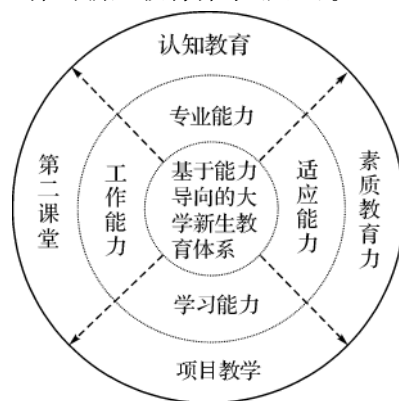 认知教育
专业能力
第二课堂
工作能力
基于能力
导向的大
学新生教
育体系
适应能力
素质教育力
学习能力
项目教学